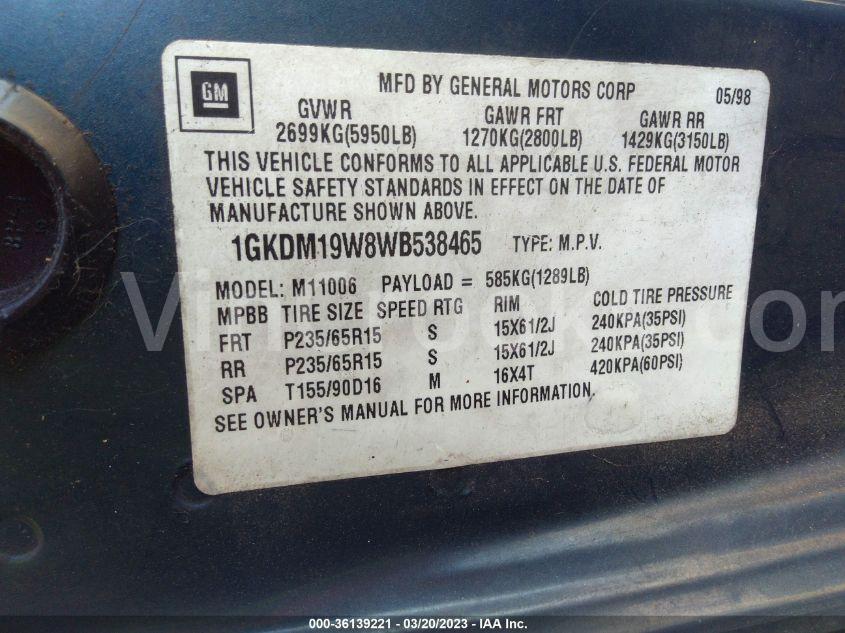 GM
MFD BY GENERAL MOTORS CORP 05/98
GVWR GAWR FRT GAWR RR
2699KG(5950LB) 1270KG(2800LB) 1429KG(3150LB)
THIS VEHICLE CONFORMS TO ALL APPLICABLE U.S. FEDERAL MOTOR
VEHICLE SAFETY STANDARDS IN EFFECT ON THE DATE OF
MANUFACTURE SHOWN ABOVE.
1GKDM19W8WB538465 TYPE: M.P.V.
MODEL: M11006 PAYLOAD = 585KG(1289LB)
MPBB TIRE SIZE SPEED RTG RIM COLD TIRE PRESSURE
FRT P235/65R15 S 15X61/2J 240KPA(35PSI)
RR P235/65R15 S 15X61/2J 240KPA(35PSI)
SPA T155/90D16 M 16X4T 420KPA(60PSI)
SEE OWNER'S MANUAL FOR MORE INFORMATION.
000-36139221 - 03/20/2023 - IAA Inc.